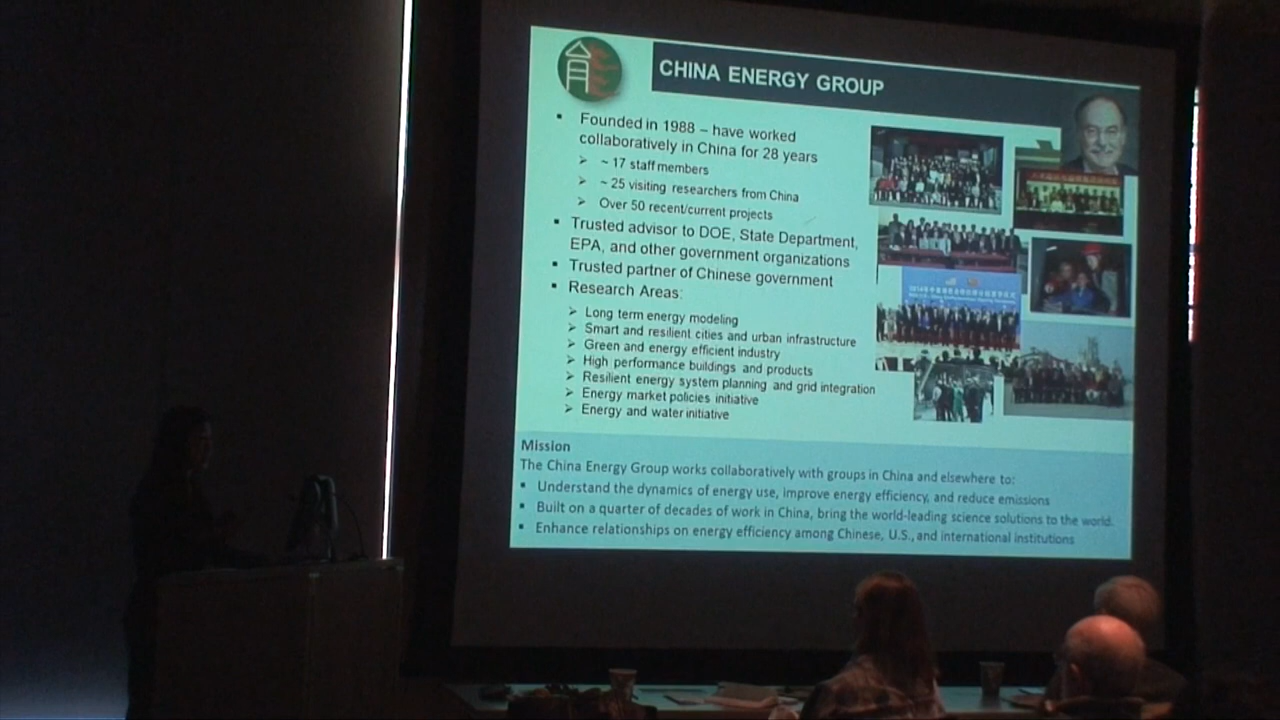 CHINA ENERGY GROUP
Founded in 1988 – have worked
collaboratively in China for 28 years
~ 17 staff members
~ 25 visiting researchers from China
Over 50 recent/current projects
Trusted advisor to DOE, State Department,
EPA, and other government organizations
Trusted partner of Chinese government
Research Areas:
Long term energy modeling
Smart and resilient cities and urban infrastructure
Green and energy efficient industry
High performance buildings and products
Resilient energy system planning and grid integration
Energy market policies initiative
Energy and water initiative
Mission
The China Energy Group works collaboratively with groups in China and elsewhere to:
Understand the dynamics of energy use, improve energy efficiency, and reduce emissions
Built on a quarter of decades of work in China, bring the world-leading science solutions to the world.
Enhance relationships on energy efficiency among Chinese, U.S., and international institutions